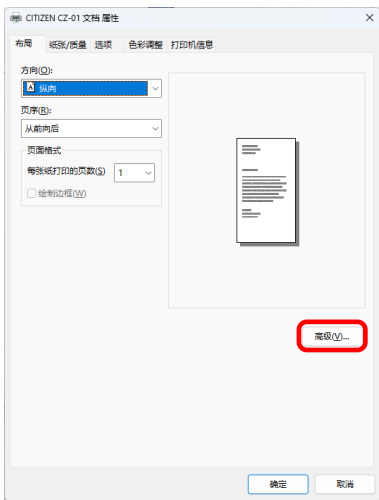 CITIZEN CZ-01 文档 属性
布局 纸张/质量 选项 色彩调整 打印机信息
方向(O):
纵向
页序(R):
从前向后
页面格式
每张纸打印的页数(S) 1
绘制边框(W)
高级(V)...
确定 取消